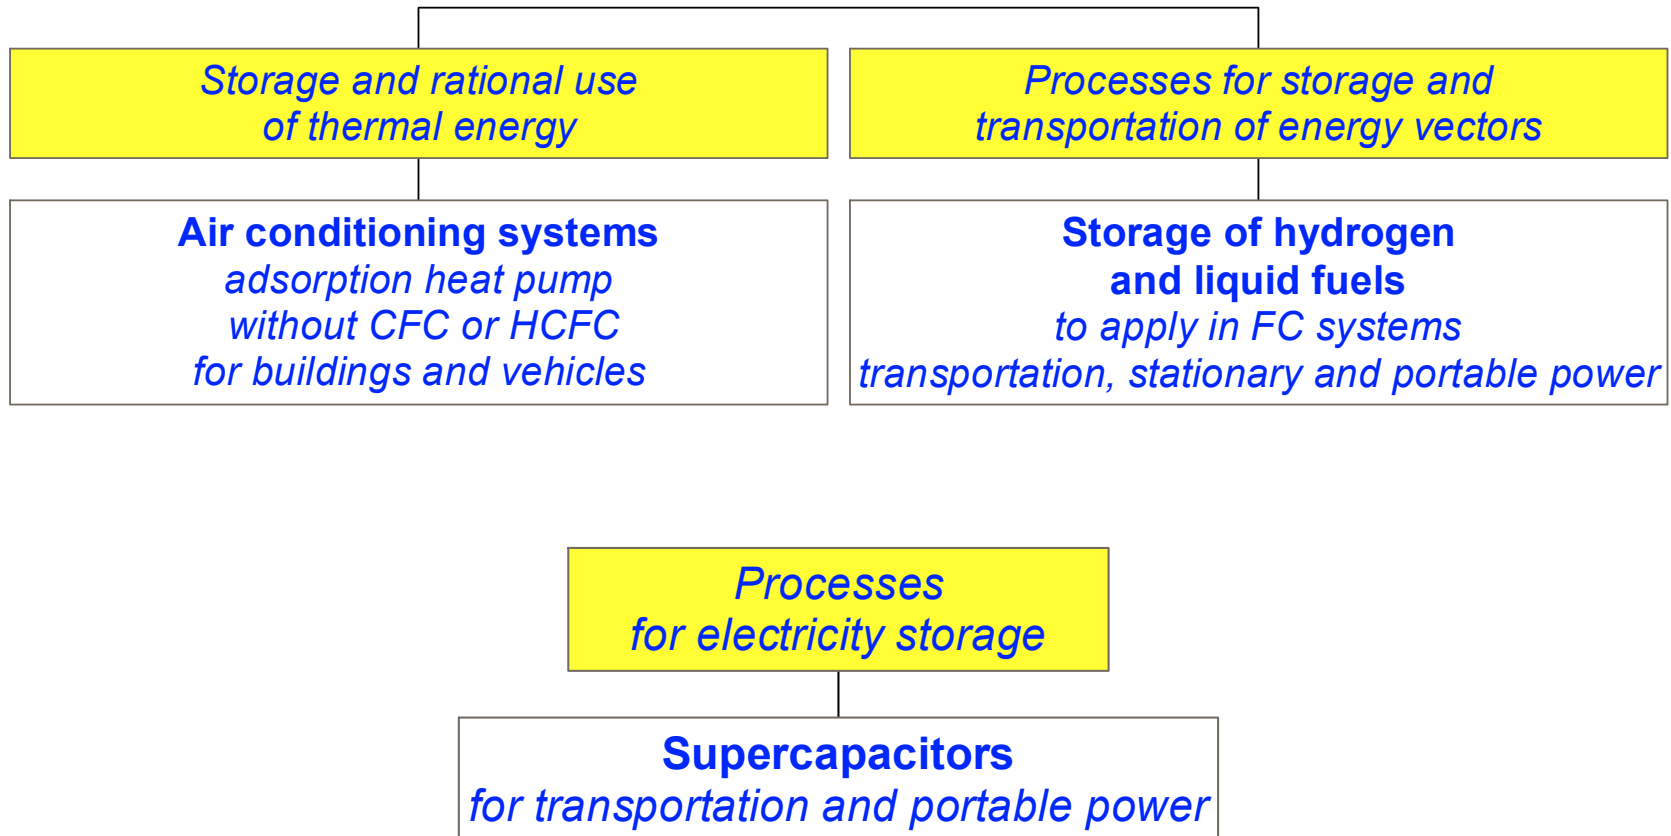 Storage and rational use
of thermal energy
Processes for storage and
transportation of energy vectors
Air conditioning systems
adsorption heat pump
without CFC or HCFC
for buildings and vehicles
Storage of hydrogen
and liquid fuels
to apply in FC systems
transportation, stationary and portable power
Processes
for electricity storage
Supercapacitors
for transportation and portable power